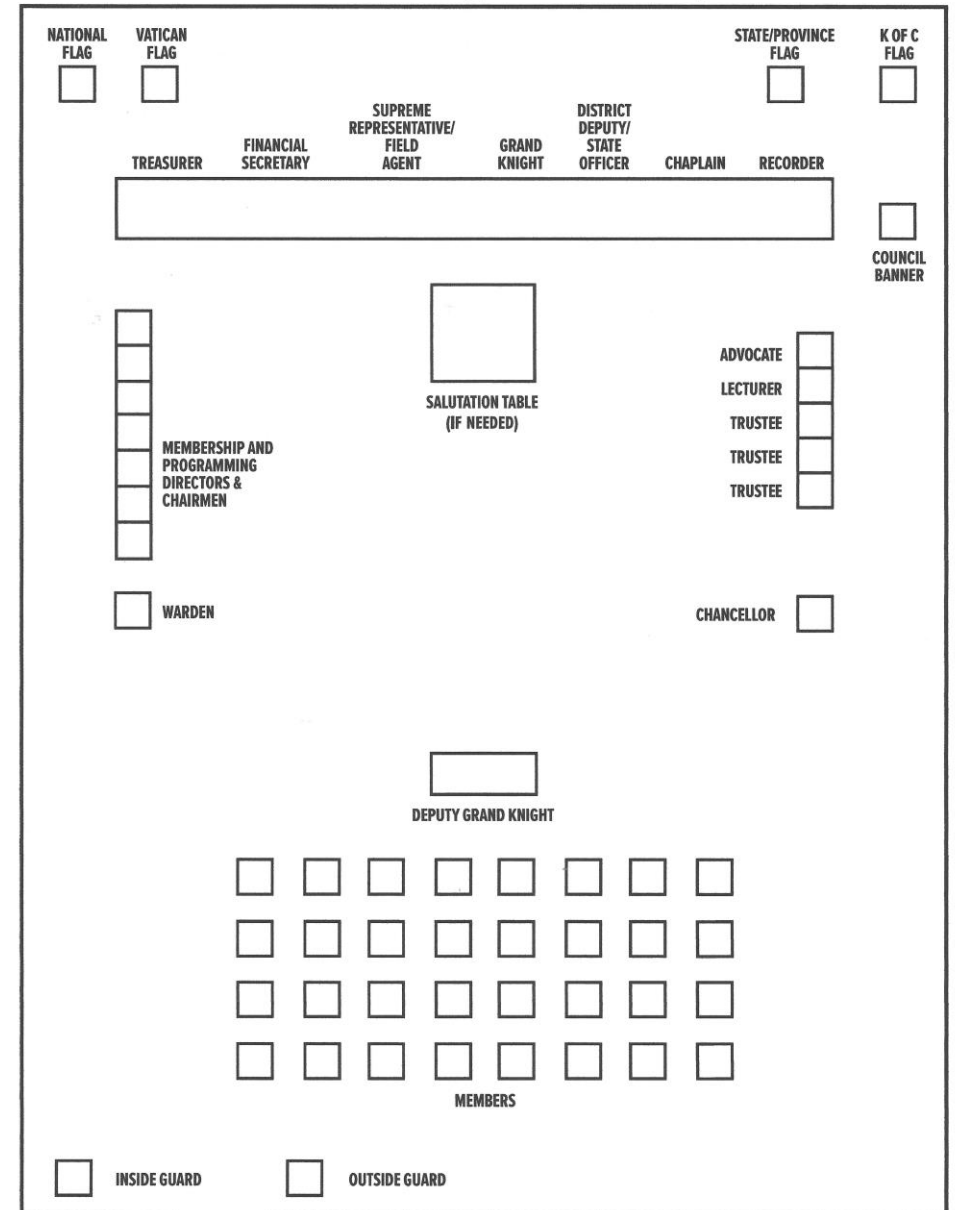 NATIONAL
FLAG
VATICAN
FLAG
STATE/PROVINCE
FLAG
K OF C
FLAG
TREASURER
FINANCIAL
SECRETARY
SUPREME
REPRESENTATIVE/
FIELD
AGENT
GRAND
KNIGHT
DISTRICT
DEPUTY/
STATE
OFFICER
CHAPLAIN
RECORDER
COUNCIL
BANNER
SALUTATION TABLE
(IF NEEDED)
MEMBERSHIP AND
PROGRAMMING
DIRECTORS &
CHAIRMEN
ADVOCATE
LECTURER
TRUSTEE
TRUSTEE
TRUSTEE
WARDEN
CHANCELLOR
DEPUTY GRAND KNIGHT
MEMBERS
INSIDE GUARD
OUTSIDE GUARD